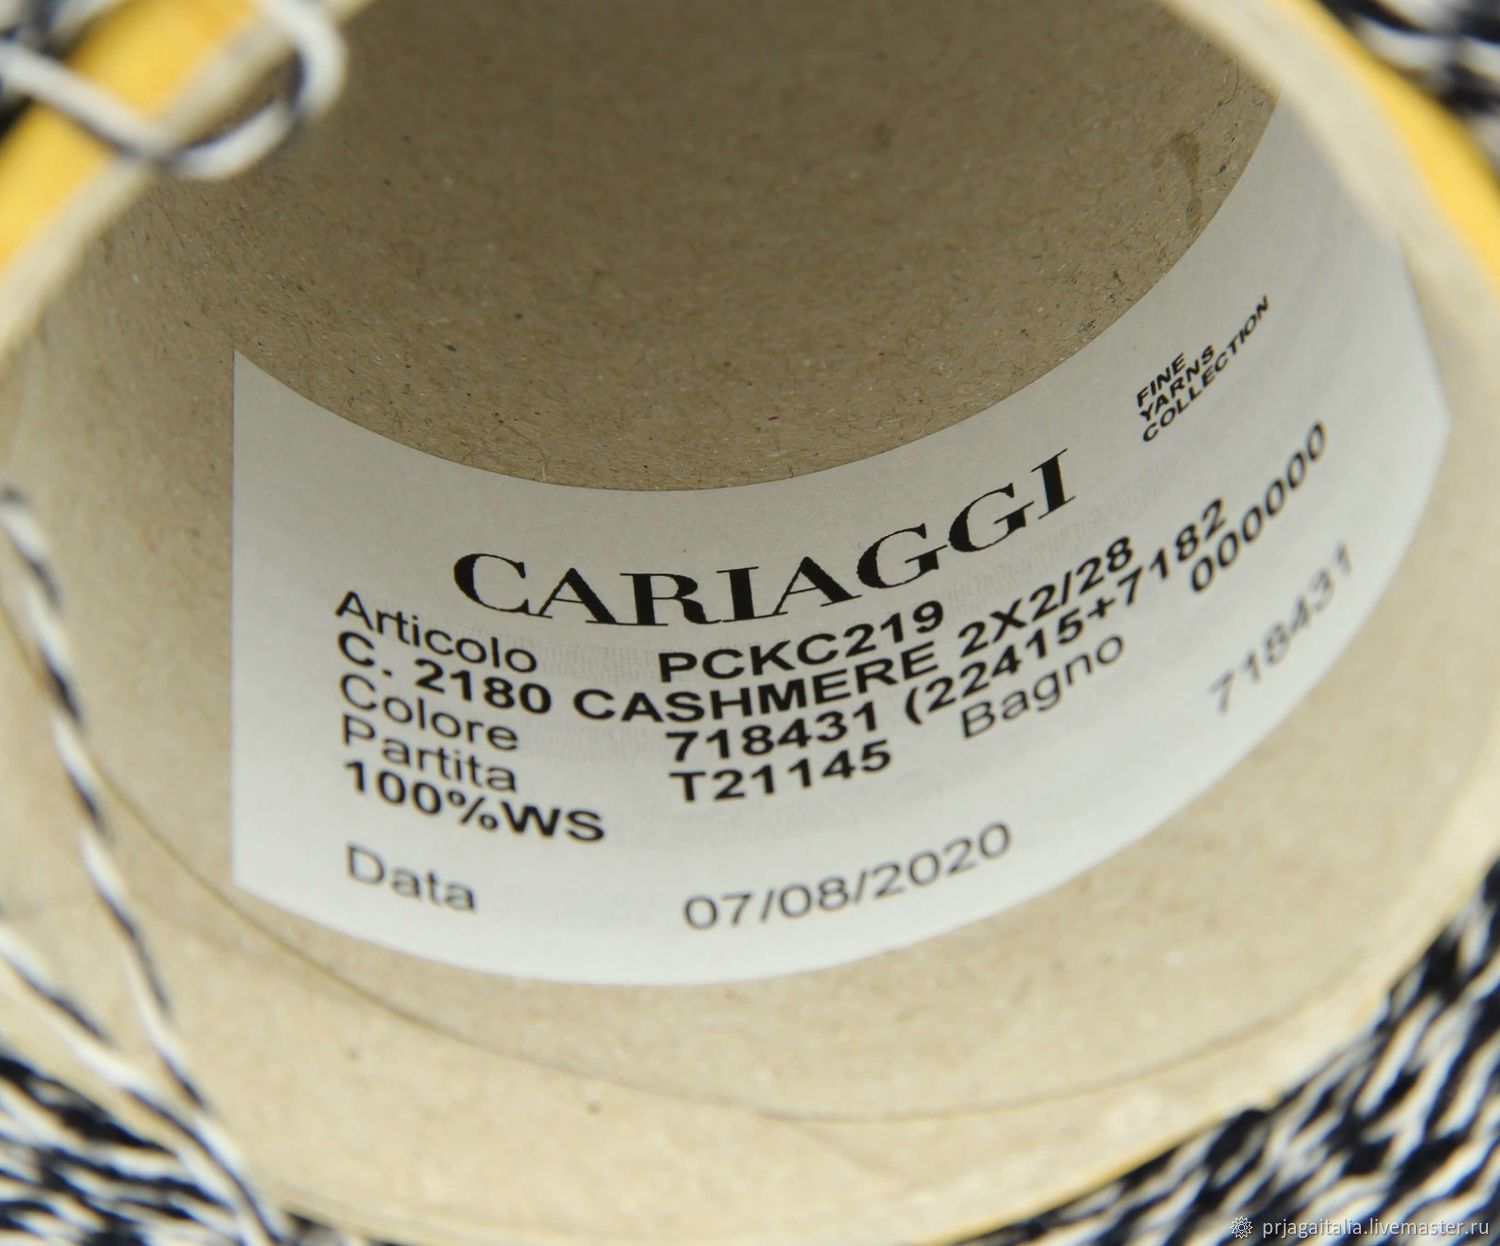 CARIAGGI
FINE
YARNS
COLLECTION
Articolo PCKC219
C. 2180 CASHMERE 2X2/28
Colore 718431 (22415+7182
Partita T21145 Bagno 000000
100%WS
718431
Data 07/08/2020
prjagaitalia.livemaster.ru